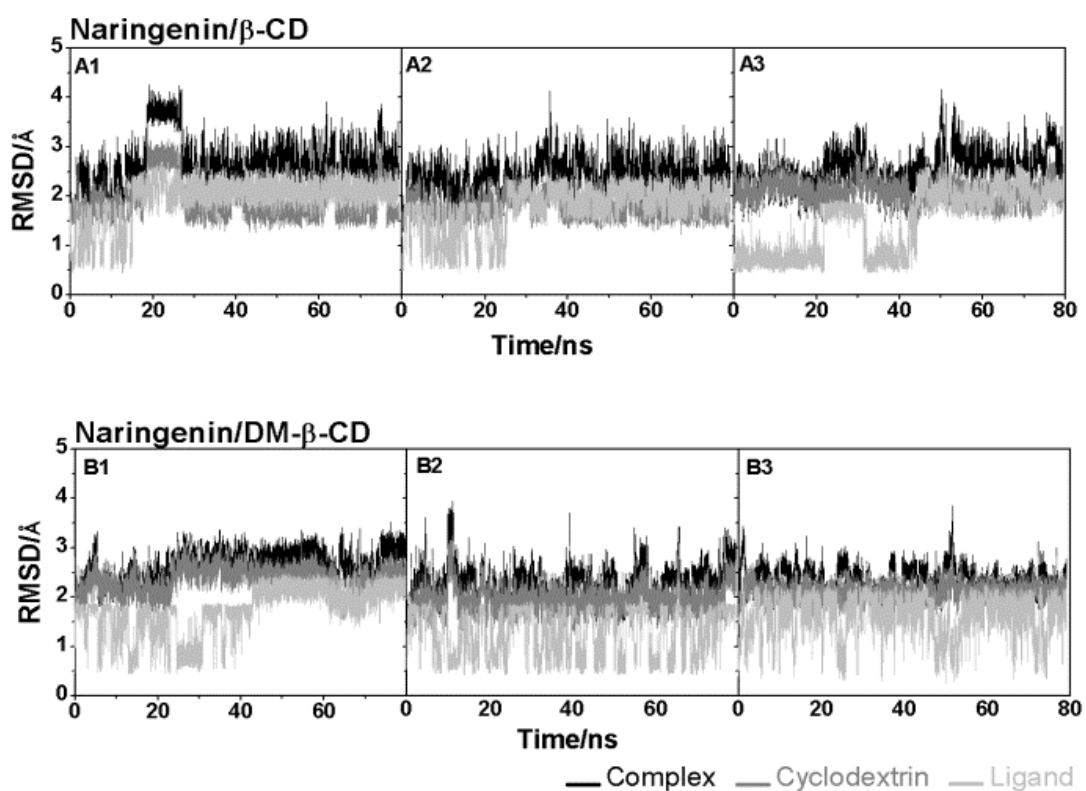 Naringenin/β-CD
A1 A2 A3
RMSD/Å
5
4
3
2
1
0
0 20 40 60 0 20 40 60 0 20 40 60 80
Time/ns
Naringenin/DM-β-CD
B1 B2 B3
RMSD/Å
5
4
3
2
1
0
0 20 40 60 0 20 40 60 0 20 40 60 80
Time/ns
Complex Cyclodextrin Ligand